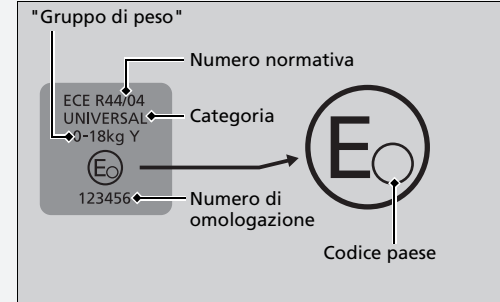 "Gruppo di peso"
Numero normativa
ECE R44/04
UNIVERSAL
0-18kg Y
Categoria
E
E
123456
Numero di
omologazione
Codice paese